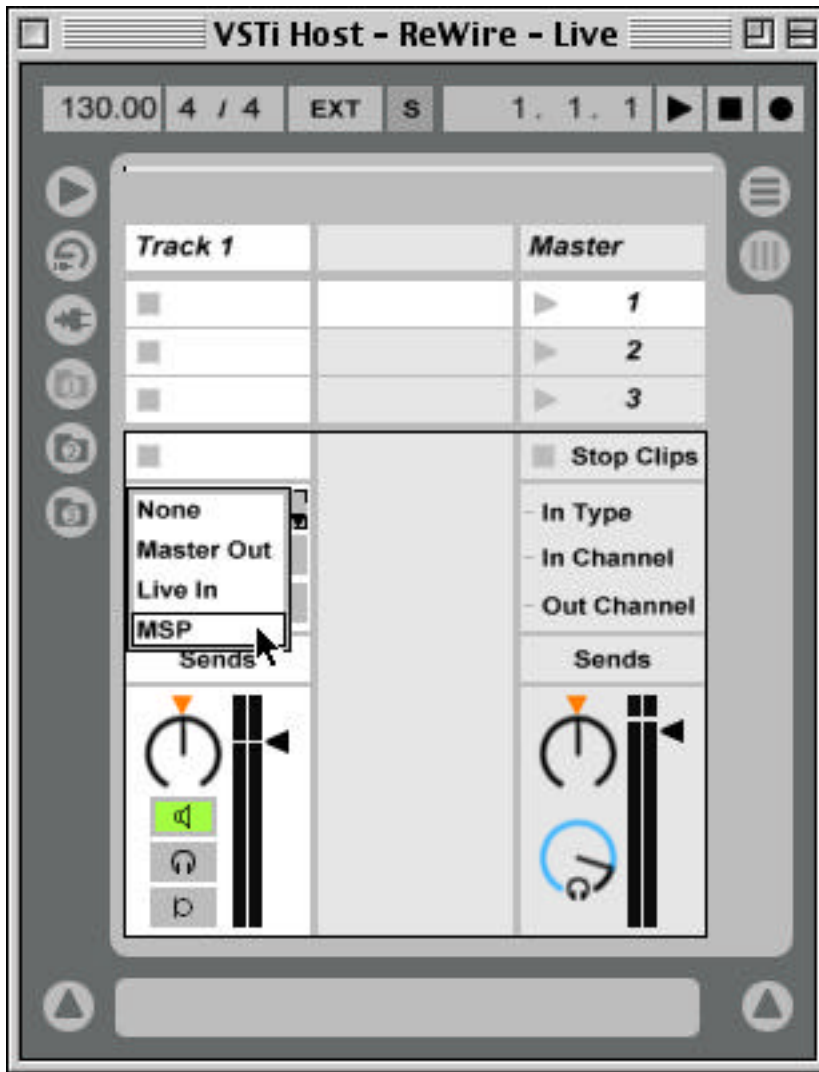 VSTi Host - ReWire - Live
130.00 4 / 4 EXT S 1. 1. 1
Track 1 Master
1
2
3
Stop Clips
None
Master Out
Live In
MSP
In Type
In Channel
Out Channel
Sends Sends